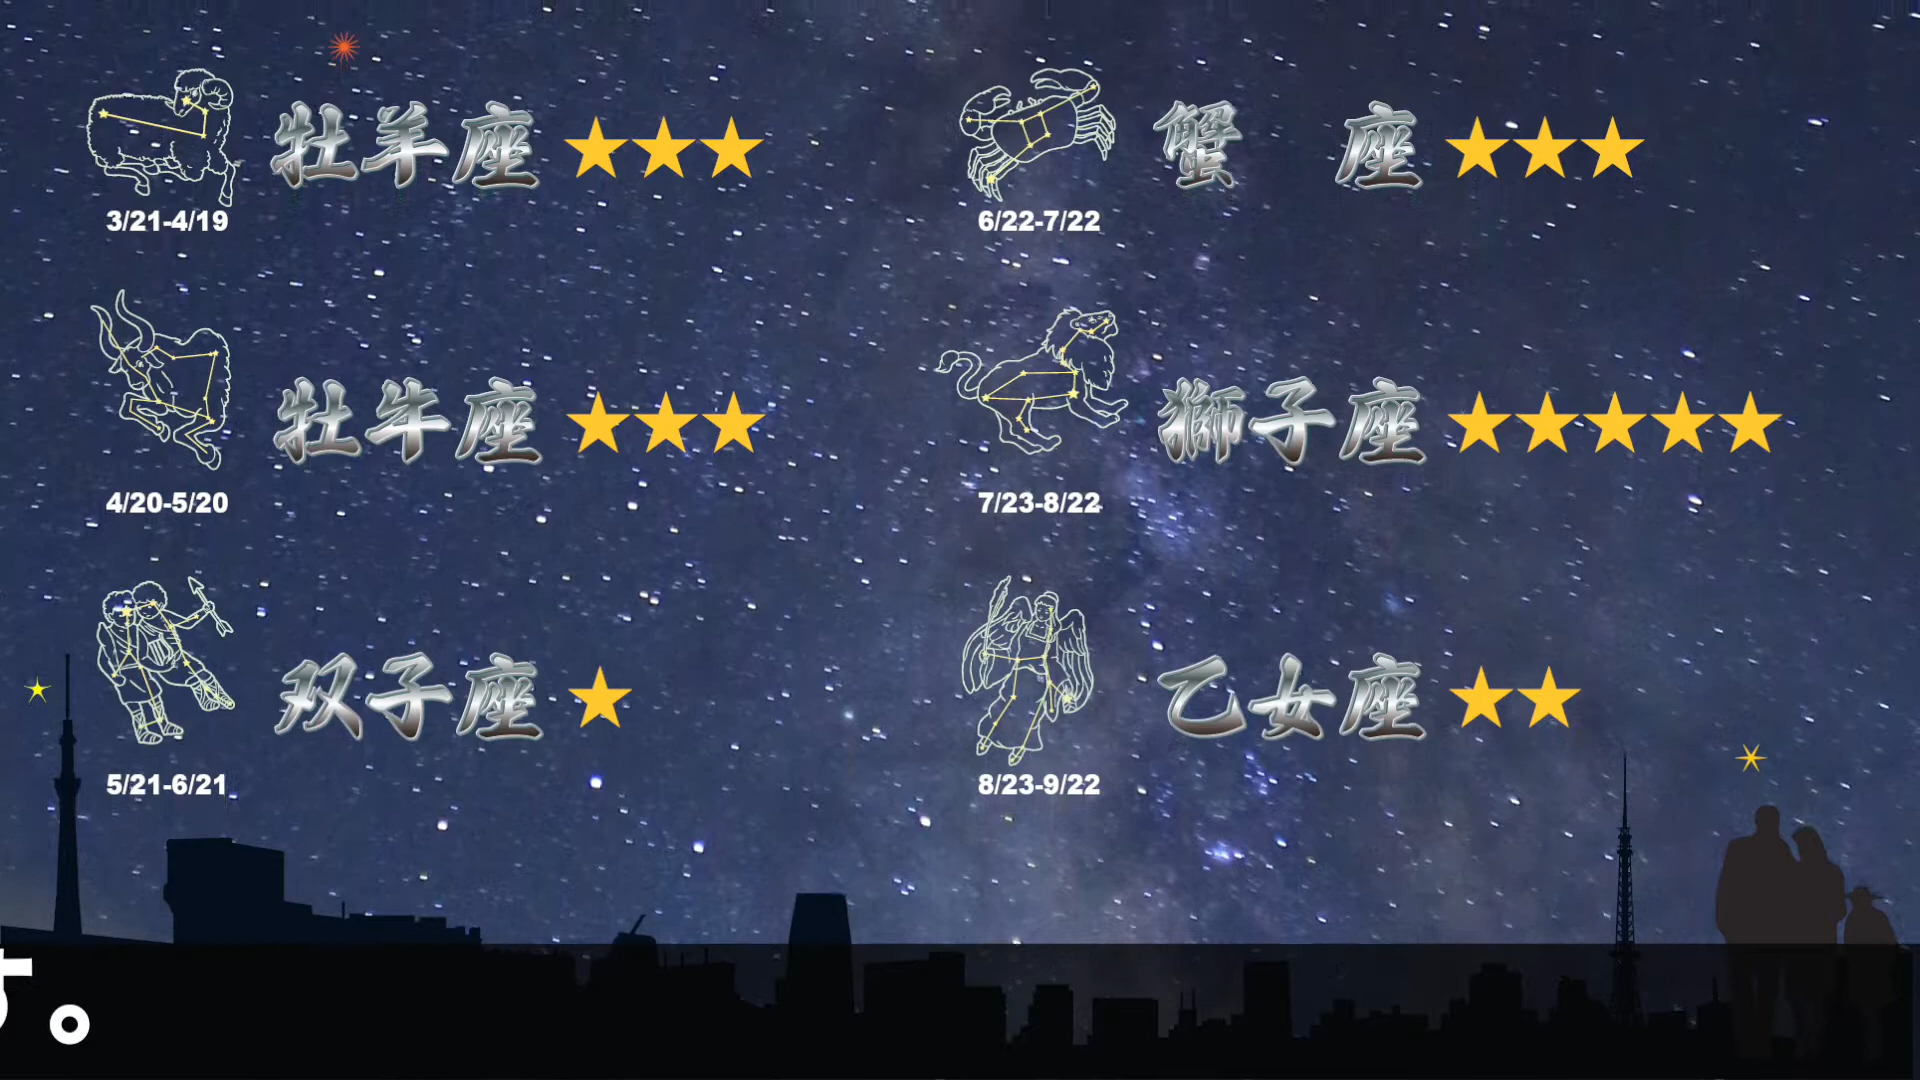 牡羊座 ★★★
3/21-4/19
牡牛座 ★★★
4/20-5/20
双子座 ★
5/21-6/21
蟹 座 ★★★
6/22-7/22
獅子座 ★★★★★
7/23-8/22
乙女座 ★★
8/23-9/22
す。